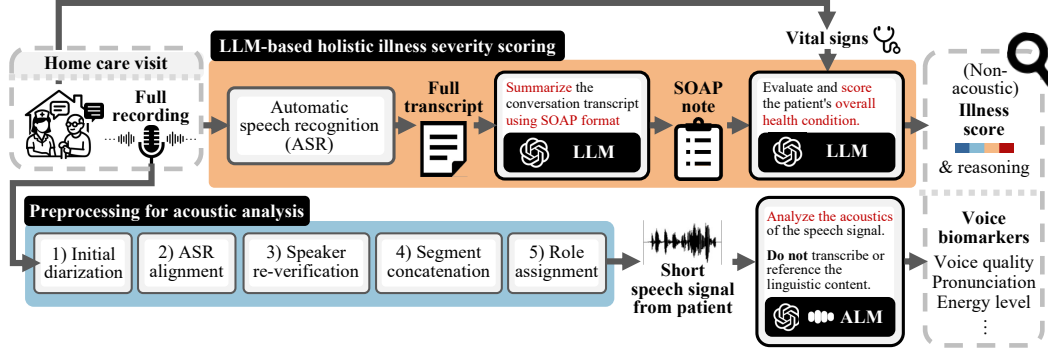 LLM-based holistic illness severity scoring
Vital signs
Home care visit
Full
recording
Automatic
speech recognition
(ASR)
Full
transcript
Summarize the
conversation transcript
using SOAP format
LLM
SOAP
note
Evaluate and score
the patient's overall
health condition.
LLM
(Non-
acoustic)
Illness
score
& reasoning
Preprocessing for acoustic analysis
1) Initial
diarization
2) ASR
alignment
3) Speaker
re-verification
4) Segment
concatenation
5) Role
assignment
Short
speech signal
from patient
Analyze the acoustics
of the speech signal.
Do not transcribe or
reference the
linguistic content.
ALM
Voice
biomarkers
Voice quality
Pronunciation
Energy level
⋮